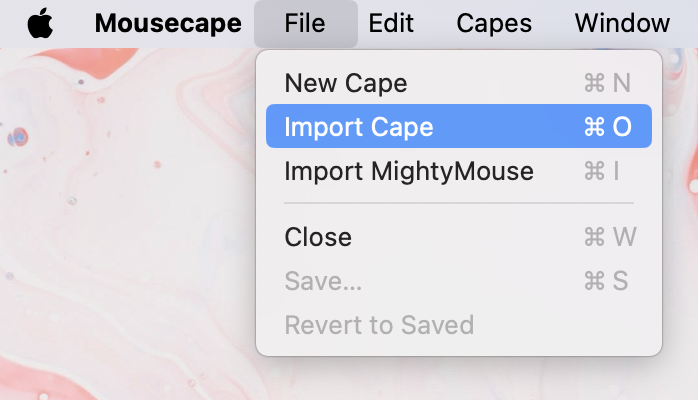 Mousecape File Edit Capes Window
New Cape ⌘ N
Import Cape ⌘ O
Import MightyMouse ⌘ I
Close ⌘ W
Save... ⌘ S
Revert to Saved